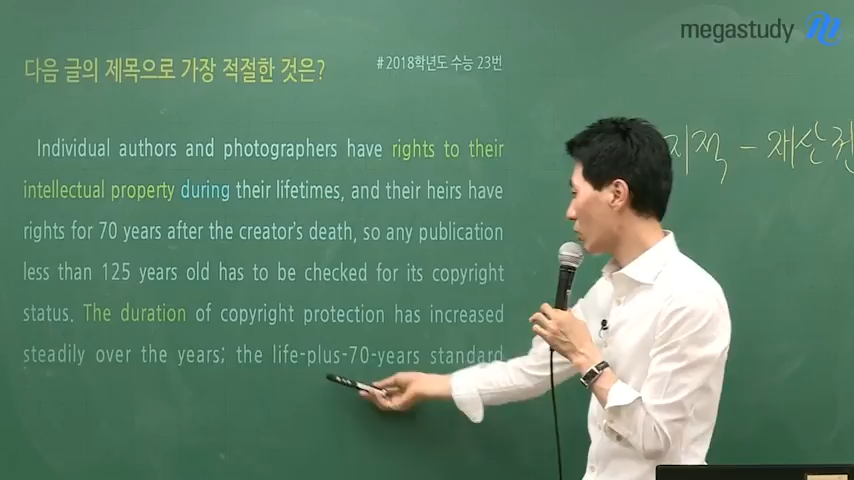 megastudy
다음 글의 제목으로 가장 적절한 것은?
#2018학년도 수능 23번
지적 - 재산권
Individual authors and photographers have rights to their
intellectual property during their lifetimes, and their heirs have
rights for 70 years after the creator's death, so any publication
less than 125 years old has to be checked for its copyright
status. The duration of copyright protection has increased
steadily over the years; the life-plus-70-years standard